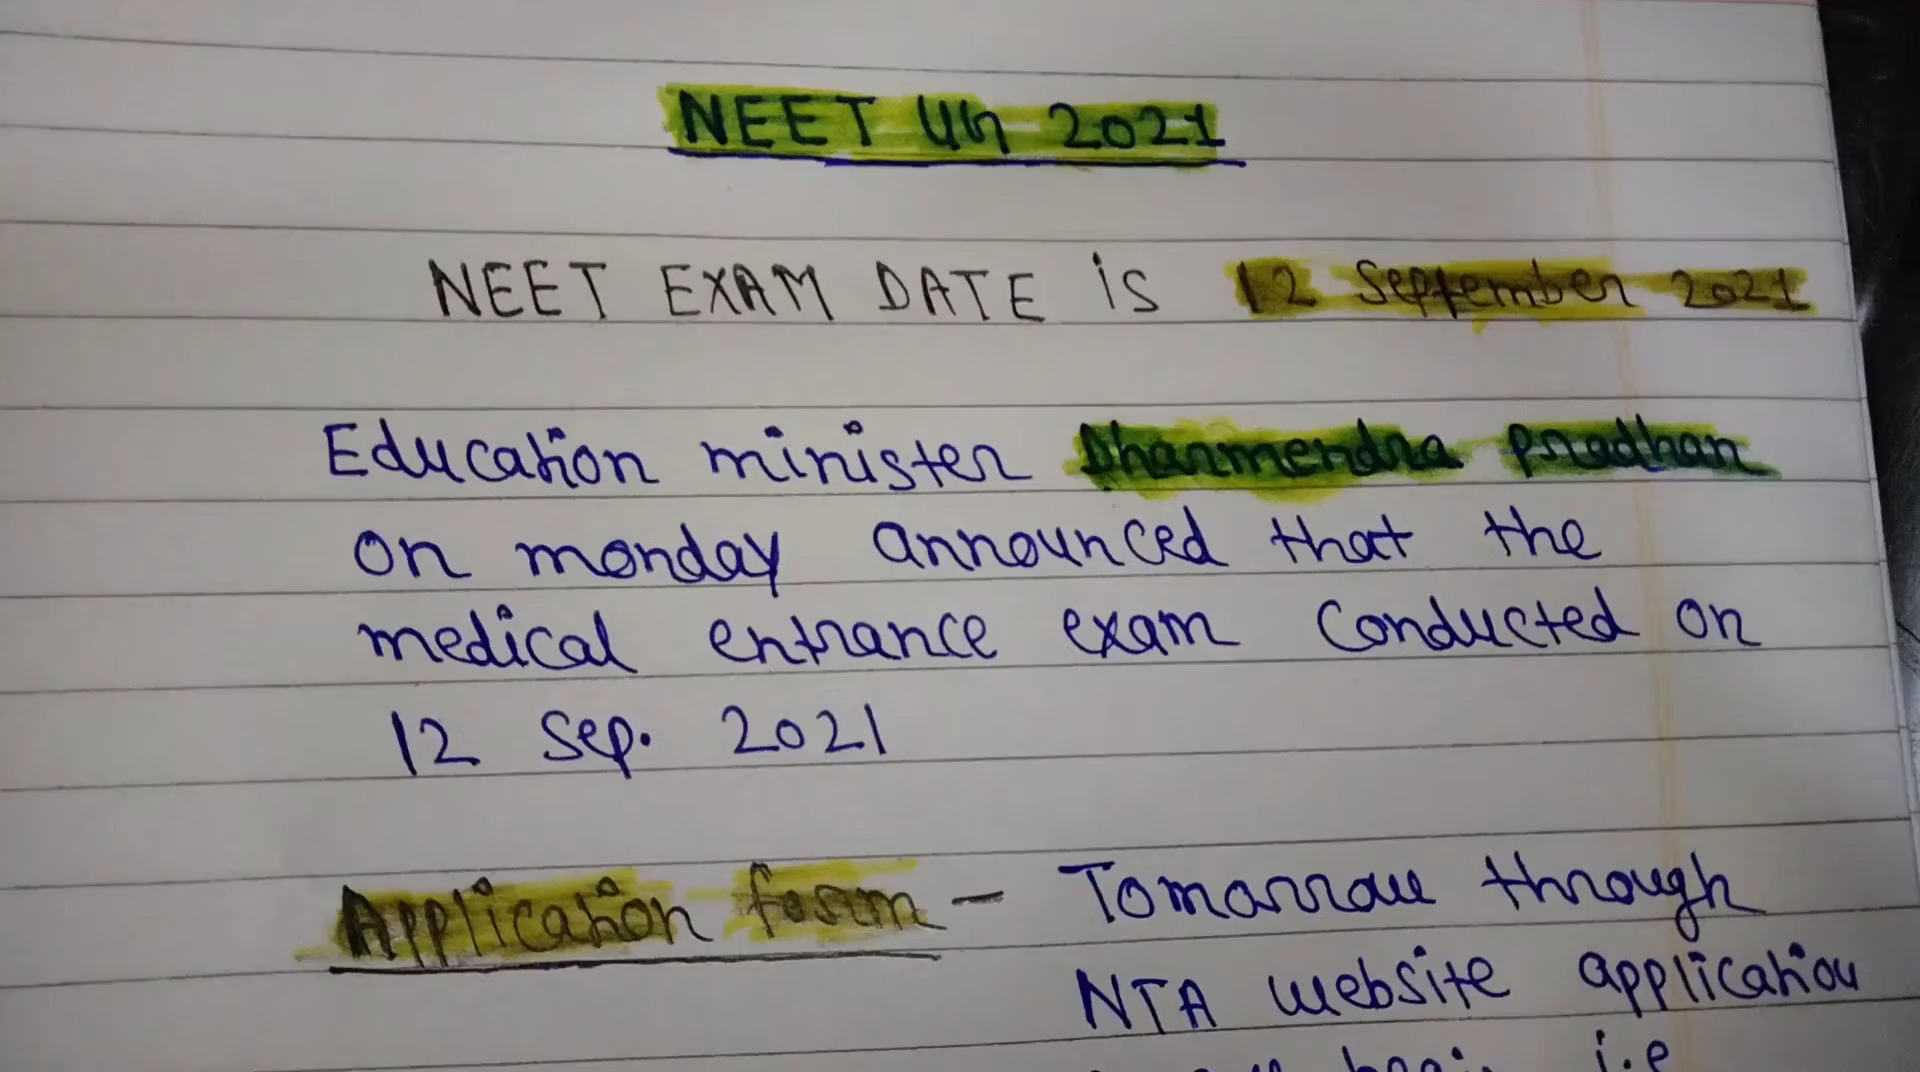 NEET UG 2021
NEET EXAM DATE is 12 September 2021
Education minister Dharmendra Pradhan
on monday announced that the
medical entrance exam conducted on
12 Sep. 2021
Application form - Tomorrow through
NTA website application
i.e